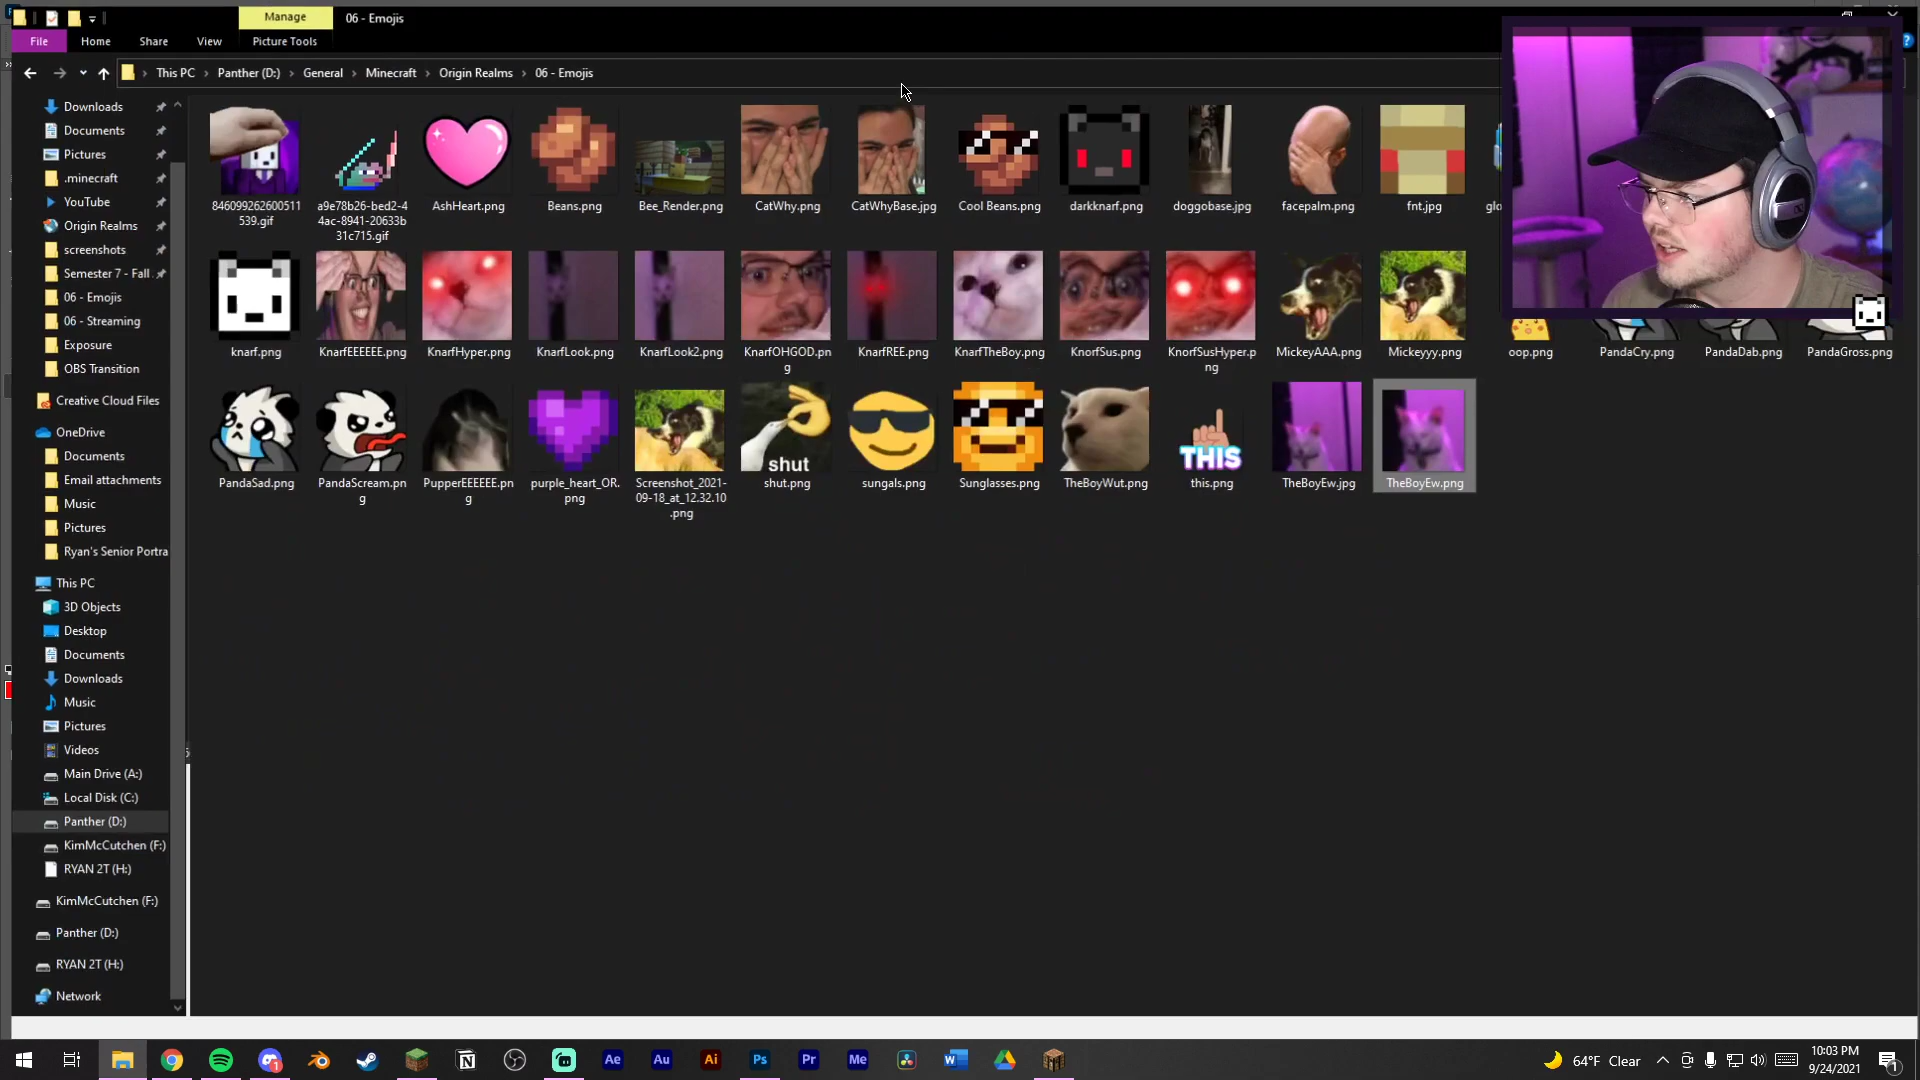 Manage
06 - Emojis
File
Home
Share
View
Picture Tools
This PC
Panther (D:)
General
Minecraft
Origin Realms
06 - Emojis
Downloads
Documents
Pictures
.minecraft
YouTube
Origin Realms
screenshots
Semester 7 - Fall
06 - Emojis
06 - Streaming
Exposure
OBS Transition
Creative Cloud Files
OneDrive
Documents
Email attachments
Music
Pictures
Ryan's Senior Portra
This PC
3D Objects
Desktop
Documents
Downloads
Music
Pictures
Videos
Main Drive (A:)
Local Disk (C:)
Panther (D:)
KimMcCutchen (F:)
RYAN 2T (H:)
KimMcCutchen (F:)
Panther (D:)
RYAN 2T (H:)
Network
846099262600511
539.gif
a9e78b26-bed2-4
4ac-8941-20633b
31c715.gif
AshHeart.png
Beans.png
Bee_Render.png
CatWhy.png
CatWhyBase.jpg
Cool Beans.png
darkknarf.png
doggobase.jpg
facepalm.png
fnt.jpg
knarf.png
KnarfEEEEEE.png
KnarfHyper.png
KnarfLook.png
KnarfLook2.png
KnarfOHGOD.pn
g
KnarfREE.png
KnarfTheBoy.png
KnorfSus.png
KnorfSusHyper.p
ng
MickeyAAA.png
Mickeyyy.png
oop.png
PandaCry.png
PandaDab.png
PandaGross.png
PandaSad.png
PandaScream.pn
g
PupperEEEEEE.pn
g
purple_heart_OR.
png
Screenshot_2021-
09-18_at_12.32.10
.png
shut
shut.png
sungals.png
Sunglasses.png
TheBoyWut.png
THIS
this.png
TheBoyEw.jpg
TheBoyEw.png
Ae
Au
Ai
Ps
Pr
Me
64°F Clear
10:03 PM
9/24/2021